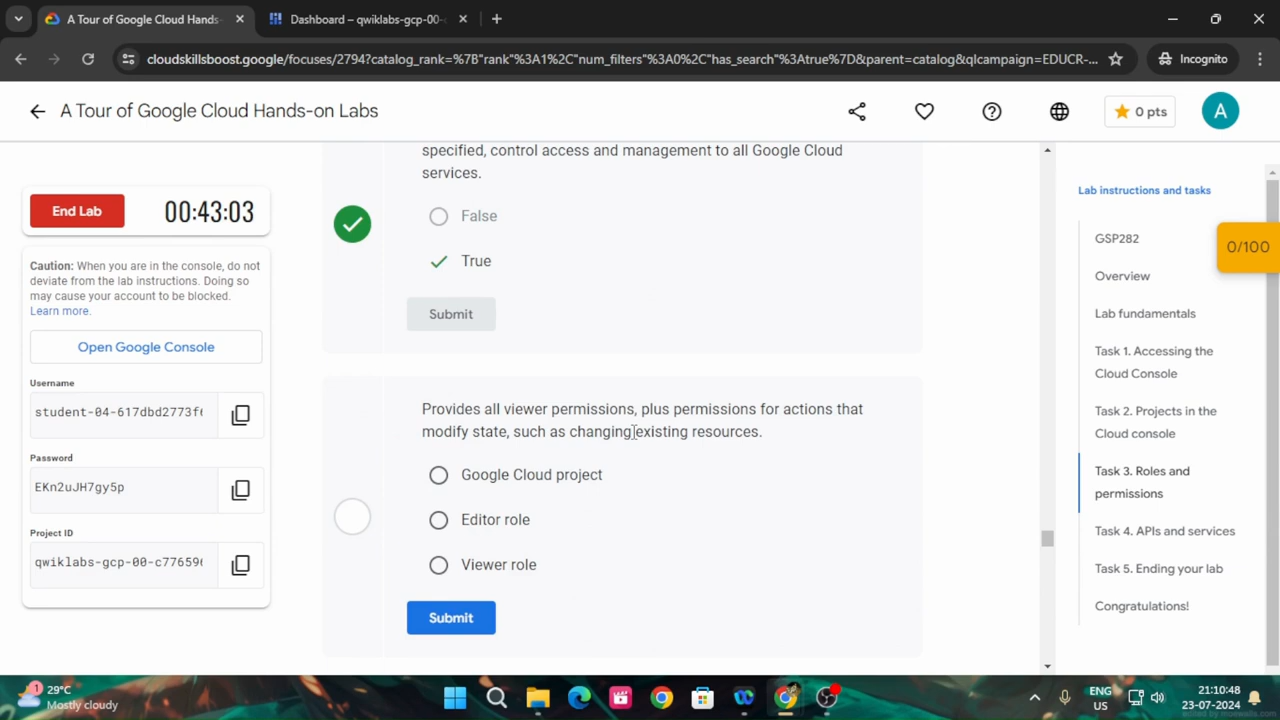 A Tour of Google Cloud Hands-
Dashboard – qwiklabs-gcp-00-
cloudskillsboost.google/focuses/2794?catalog_rank=%7B"rank"%3A1%2C"num_filters"%3A0%2C"has_search"%3Atrue%7D&parent=catalog&qlcampaign=EDUCR-...
Incognito
A Tour of Google Cloud Hands-on Labs
0 pts
A
End Lab
00:43:03
Caution: When you are in the console, do not
deviate from the lab instructions. Doing so
may cause your account to be blocked.
Learn more.
Open Google Console
Username
student-04-617dbd2773f6
Password
EKn2uJH7gy5p
Project ID
qwiklabs-gcp-00-c776596
specified, control access and management to all Google Cloud
services.
False
True
Submit
Provides all viewer permissions, plus permissions for actions that
modify state, such as changing existing resources.
Google Cloud project
Editor role
Viewer role
Submit
Lab instructions and tasks
GSP282
0/100
Overview
Lab fundamentals
Task 1. Accessing the
Cloud Console
Task 2. Projects in the
Cloud console
Task 3. Roles and
permissions
Task 4. APIs and services
Task 5. Ending your lab
Congratulations!
1
29°C
Mostly cloudy
ENG
US
21:10:48
23-07-2024